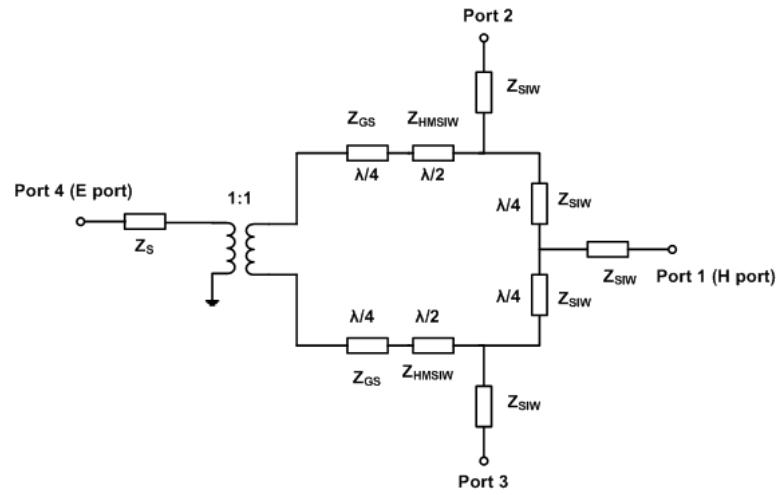 Port 2
Z_SIW
Z_GS Z_HMSIW
λ/4 λ/2
1:1
Port 4 (E port)
Z_S
λ/4 Z_SIW
Z_SIW
Port 1 (H port)
λ/4 Z_SIW
λ/4 λ/2
Z_GS Z_HMSIW
Z_SIW
Port 3